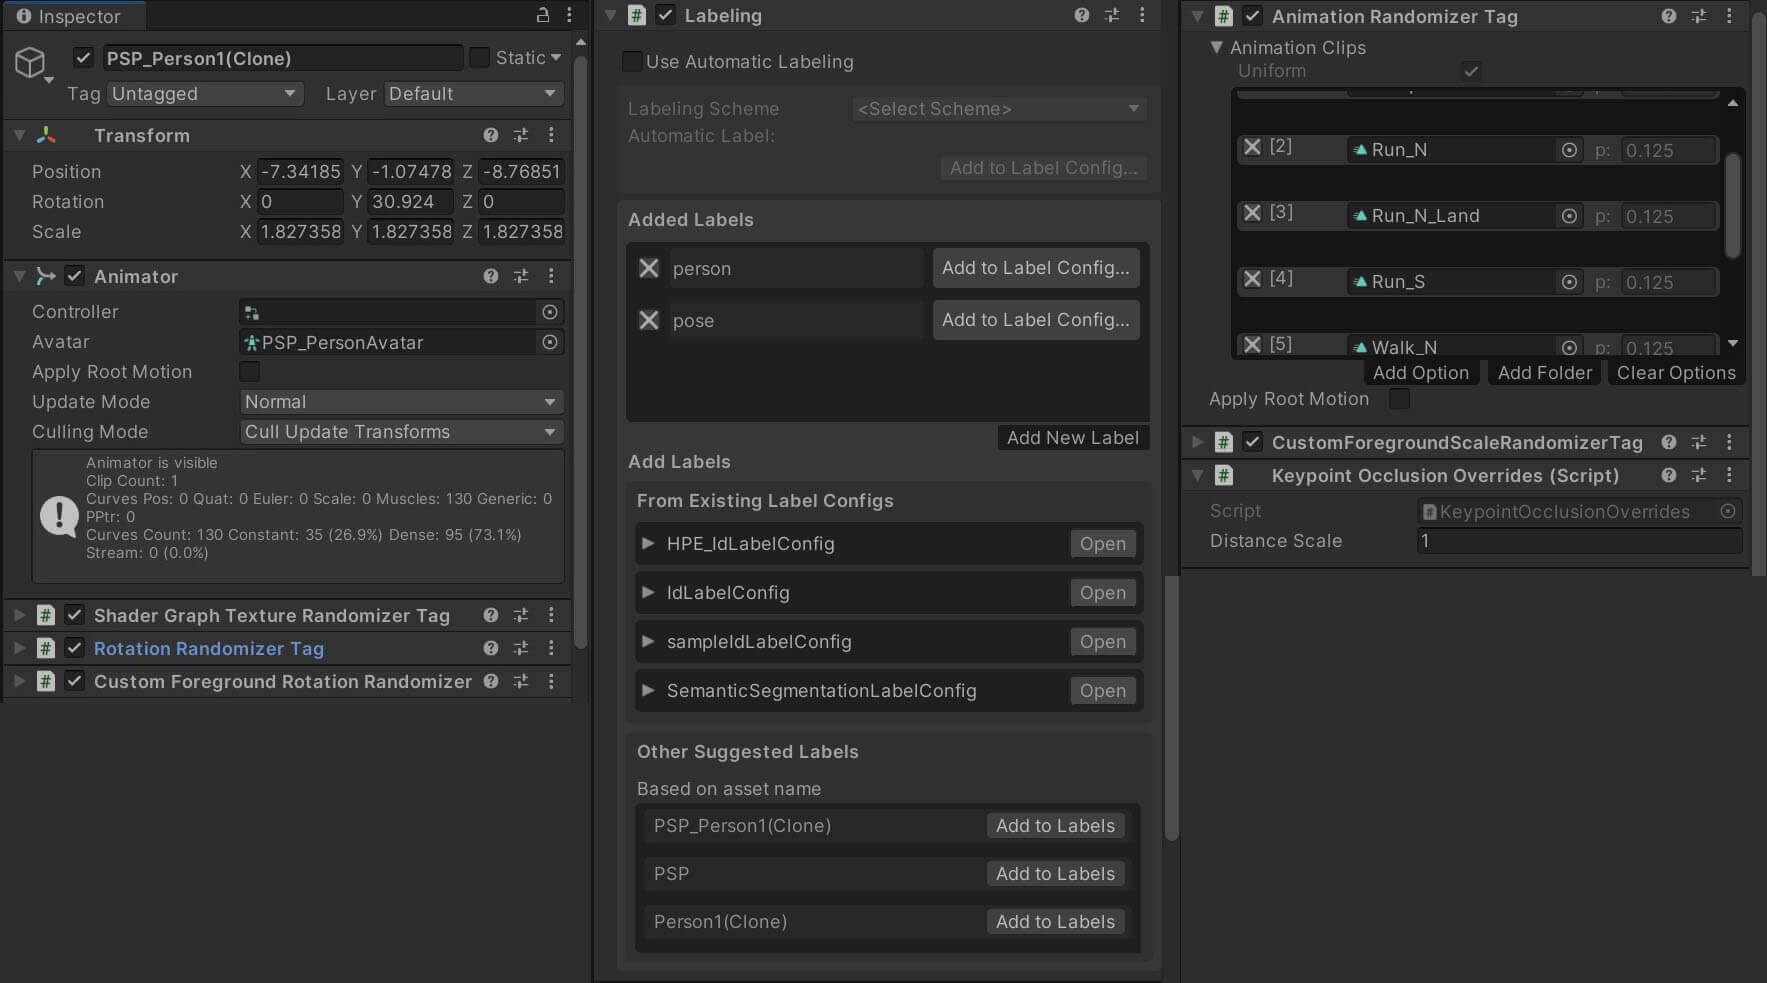 Inspector
PSP_Person1(Clone) Static
Tag Untagged Layer Default
Transform
Position X -7.34185 Y -1.07478 Z -8.76851
Rotation X 0 Y 30.924 Z 0
Scale X 1.827358 Y 1.827358 Z 1.827358
Animator
Controller
Avatar PSP_PersonAvatar
Apply Root Motion
Update Mode Normal
Culling Mode Cull Update Transforms
Animator is visible
Clip Count: 1
Curves Pos: 0 Quat: 0 Euler: 0 Scale: 0 Muscles: 130 Generic: 0
PPtr: 0
Curves Count: 130 Constant: 35 (26.9%) Dense: 95 (73.1%)
Stream: 0 (0.0%)
Shader Graph Texture Randomizer Tag
Rotation Randomizer Tag
Custom Foreground Rotation Randomizer
Labeling
Use Automatic Labeling
Labeling Scheme <Select Scheme>
Automatic Label:
Add to Label Config...
Added Labels
person Add to Label Config...
pose Add to Label Config...
Add New Label
Add Labels
From Existing Label Configs
HPE_IdLabelConfig Open
IdLabelConfig Open
sampleIdLabelConfig Open
SemanticSegmentationLabelConfig Open
Other Suggested Labels
Based on asset name
PSP_Person1(Clone) Add to Labels
PSP Add to Labels
Person1(Clone) Add to Labels
Animation Randomizer Tag
Animation Clips
Uniform
[2] Run_N p: 0.125
[3] Run_N_Land p: 0.125
[4] Run_S p: 0.125
[5] Walk_N p: 0.125
Add Option Add Folder Clear Options
Apply Root Motion
CustomForegroundScaleRandomizerTag
Keypoint Occlusion Overrides (Script)
Script KeypointOcclusionOverrides
Distance Scale 1